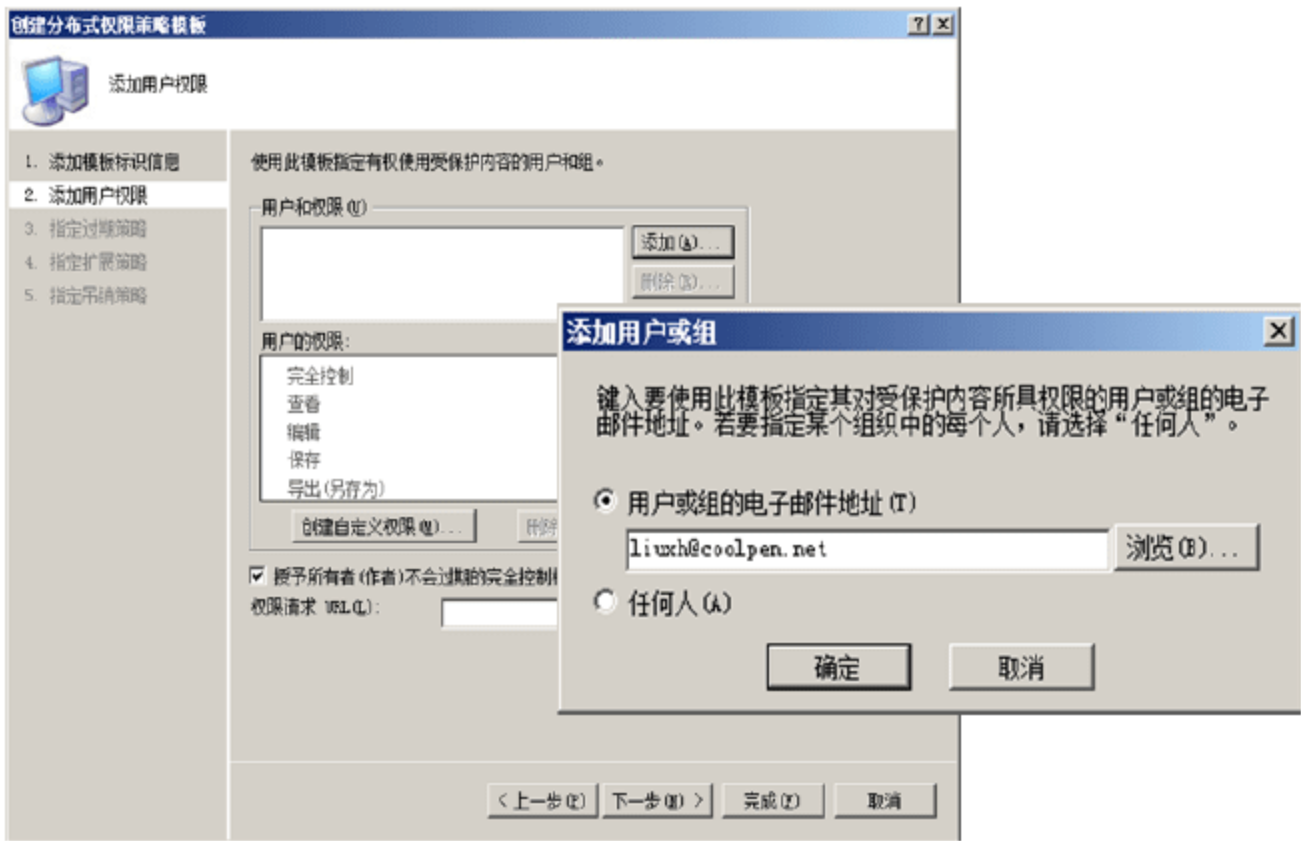 创建分布式权限策略模板
添加用户权限
1. 添加模板标识信息
2. 添加用户权限
3. 指定过期策略
4. 指定扩展策略
5. 指定吊销策略
使用此模板指定有权使用受保护内容的用户和组。
用户和权限(U)
添加(A)...
删除(R)...
用户的权限:
完全控制
查看
编辑
保存
导出(另存为)
创建自定义权限(N)...
删除
授予所有者(作者)不会过期的完全控制
权限请求 URL(L):
<上一步(P)
下一步(N) >
完成(F)
取消
添加用户或组
键入要使用此模板指定其对受保护内容所具权限的用户或组的电子
邮件地址。若要指定某个组织中的每个人，请选择“任何人”。
用户或组的电子邮件地址(T)
liuxh@coolpen.net
浏览(B)...
任何人(A)
确定
取消